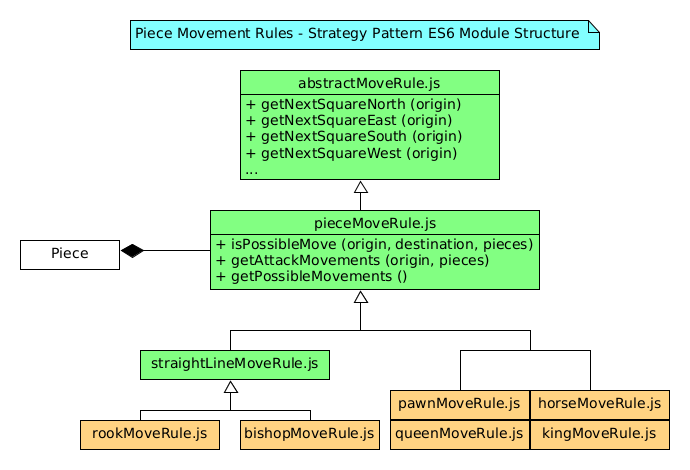 Piece Movement Rules - Strategy Pattern ES6 Module Structure
abstractMoveRule.js
+ getNextSquareNorth (origin)
+ getNextSquareEast (origin)
+ getNextSquareSouth (origin)
+ getNextSquareWest (origin)
...
pieceMoveRule.js
+ isPossibleMove (origin, destination, pieces)
+ getAttackMovements (origin, pieces)
+ getPossibleMovements ()
Piece
straightLineMoveRule.js
rookMoveRule.js
bishopMoveRule.js
pawnMoveRule.js
horseMoveRule.js
queenMoveRule.js
kingMoveRule.js